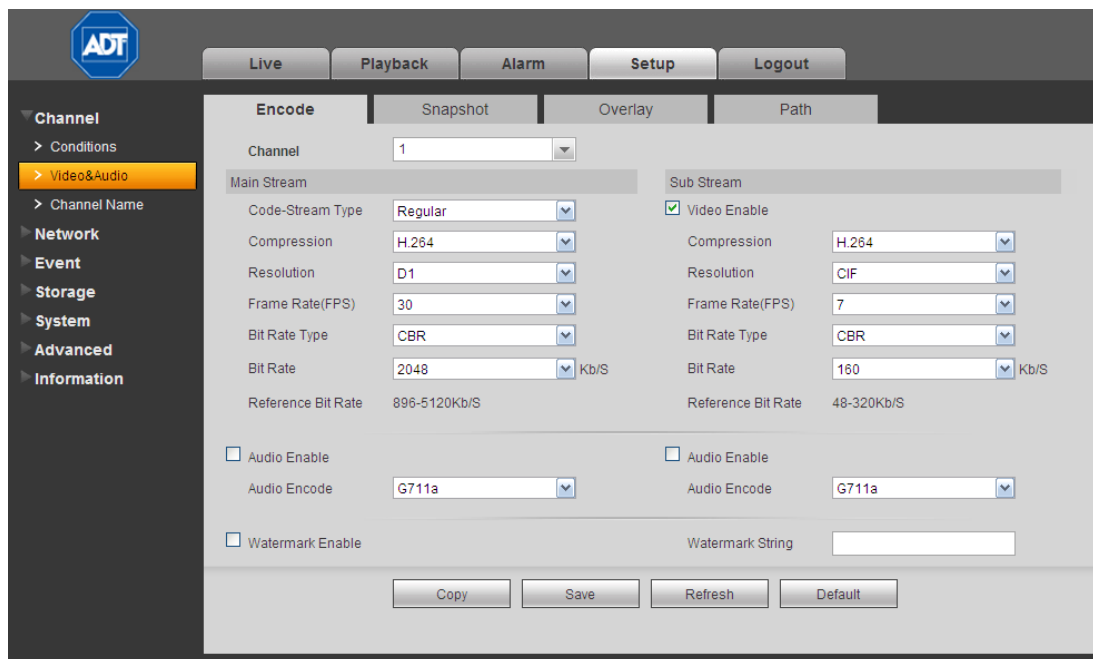 ADT
Live Playback Alarm Setup Logout
Channel
> Conditions
> Video&Audio
> Channel Name
Network
Event
Storage
System
Advanced
Information
Encode Snapshot Overlay Path
Channel 1
Main Stream
Code-Stream Type Regular
Compression H.264
Resolution D1
Frame Rate(FPS) 30
Bit Rate Type CBR
Bit Rate 2048 Kb/S
Reference Bit Rate 896-5120Kb/S
Audio Enable
Audio Encode G711a
Watermark Enable
Sub Stream
Video Enable
Compression H.264
Resolution CIF
Frame Rate(FPS) 7
Bit Rate Type CBR
Bit Rate 160 Kb/S
Reference Bit Rate 48-320Kb/S
Audio Enable
Audio Encode G711a
Watermark String
Copy Save Refresh Default